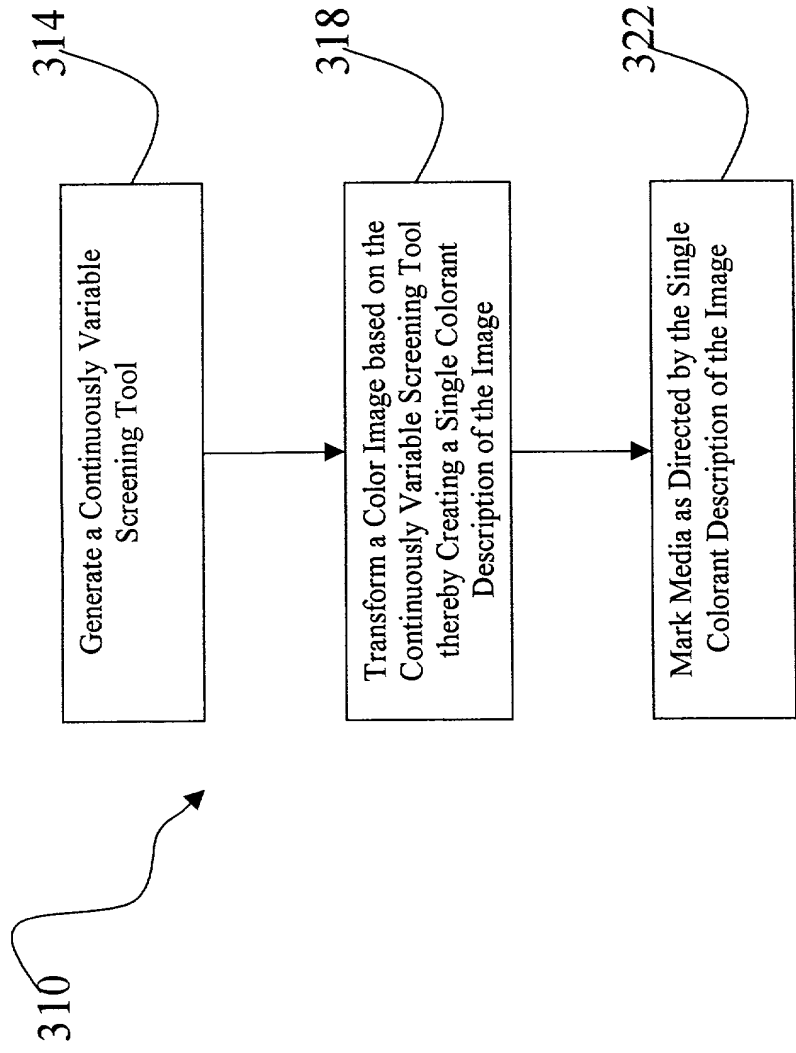 310
314
Generate a Continuously Variable
Screening Tool
318
Transform a Color Image based on the
Continuously Variable Screening Tool
thereby Creating a Single Colorant
Description of the Image
322
Mark Media as Directed by the Single
Colorant Description of the Image